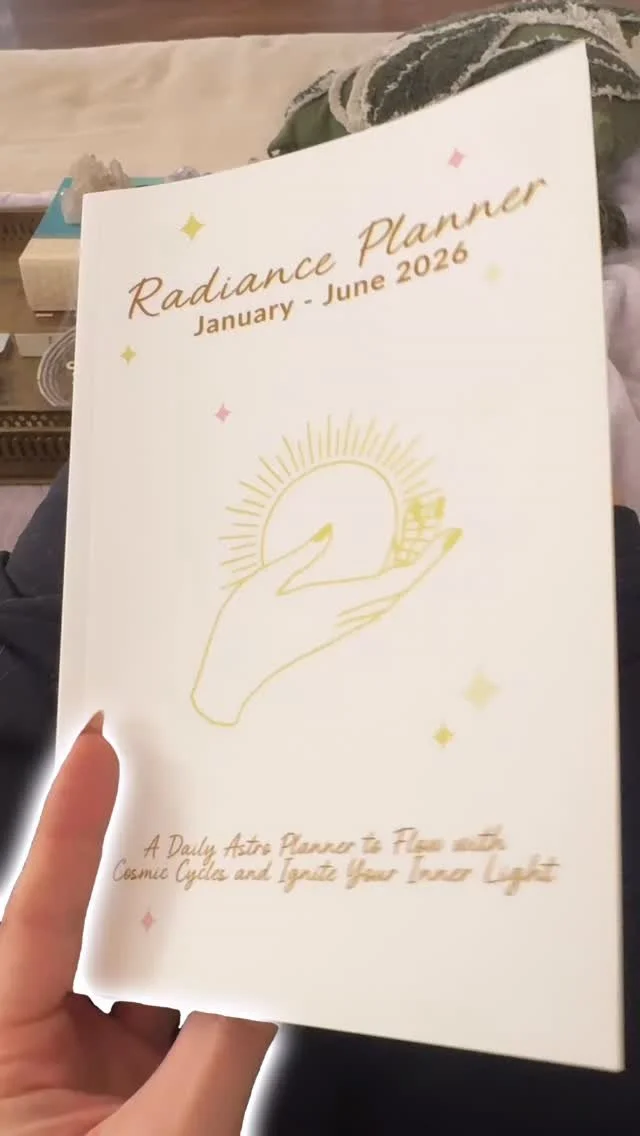 Radiance Planner
January - June 2026
A Daily Astro Planner to Flow with
Cosmic Cycles and Ignite Your Inner Light